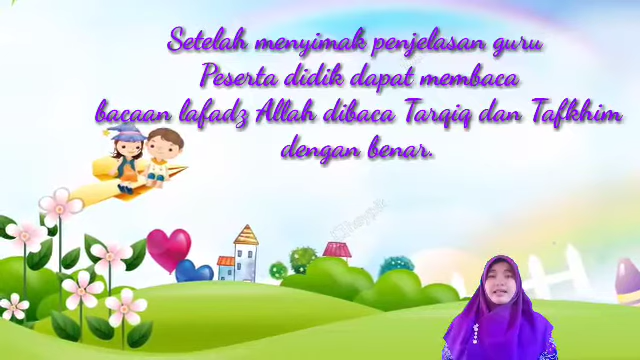 Setelah menyimak penjelasan guru
Peserta didik dapat membaca
bacaan lafadz Allah dibaca Tarqiq dan Tafkhim
dengan benar.